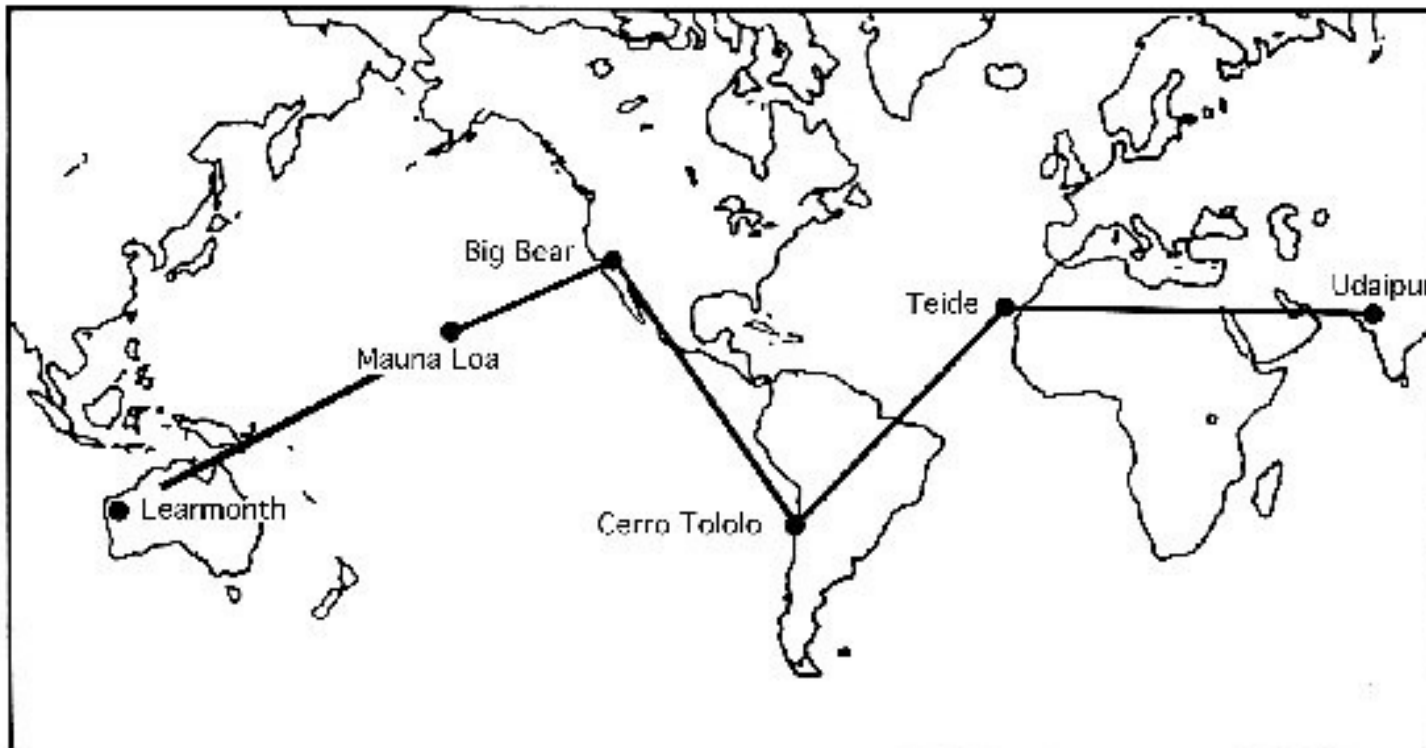 Big Bear
Teide
Udaipur
Mauna Loa
Learmonth
Cerro Tololo